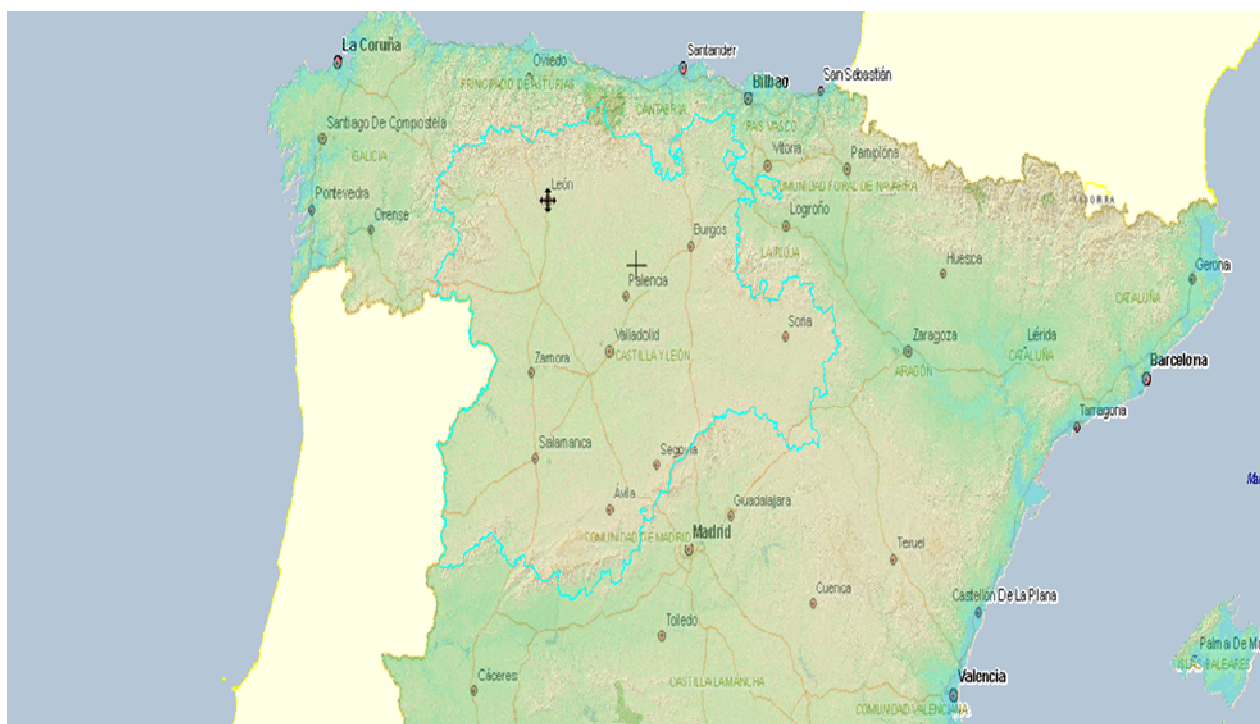 La Coruña
Santander
Oviedo
Bilbao
San Sebastián
PRINCIPADO DE ASTURIAS
CANTABRIA
Santiago De Compostela
PAIS VASCO
GALICIA
Vitoria
Pamplona
León
COMUNIDAD FORAL DE NAVARRA
Pontevedra
Orense
Logroño
Burgos
LA RIOJA
Huesca
Gerona
Palencia
CATALUÑA
Soria
Valladolid
Zaragoza
Lérida
Zamora
CASTILLA Y LEÓN
CATALUÑA
Barcelona
ARAGÓN
Tarragona
Salamanca
Segovia
Ávila
Guadalajara
COMUNIDAD DE MADRID
Madrid
Teruel
Cuenca
Castellón De La Plana
Toledo
Palma De M
ISLAS BALEARES
Cáceres
CASTILLA LA MANCHA
Valencia
COMUNIDAD VALENCIANA